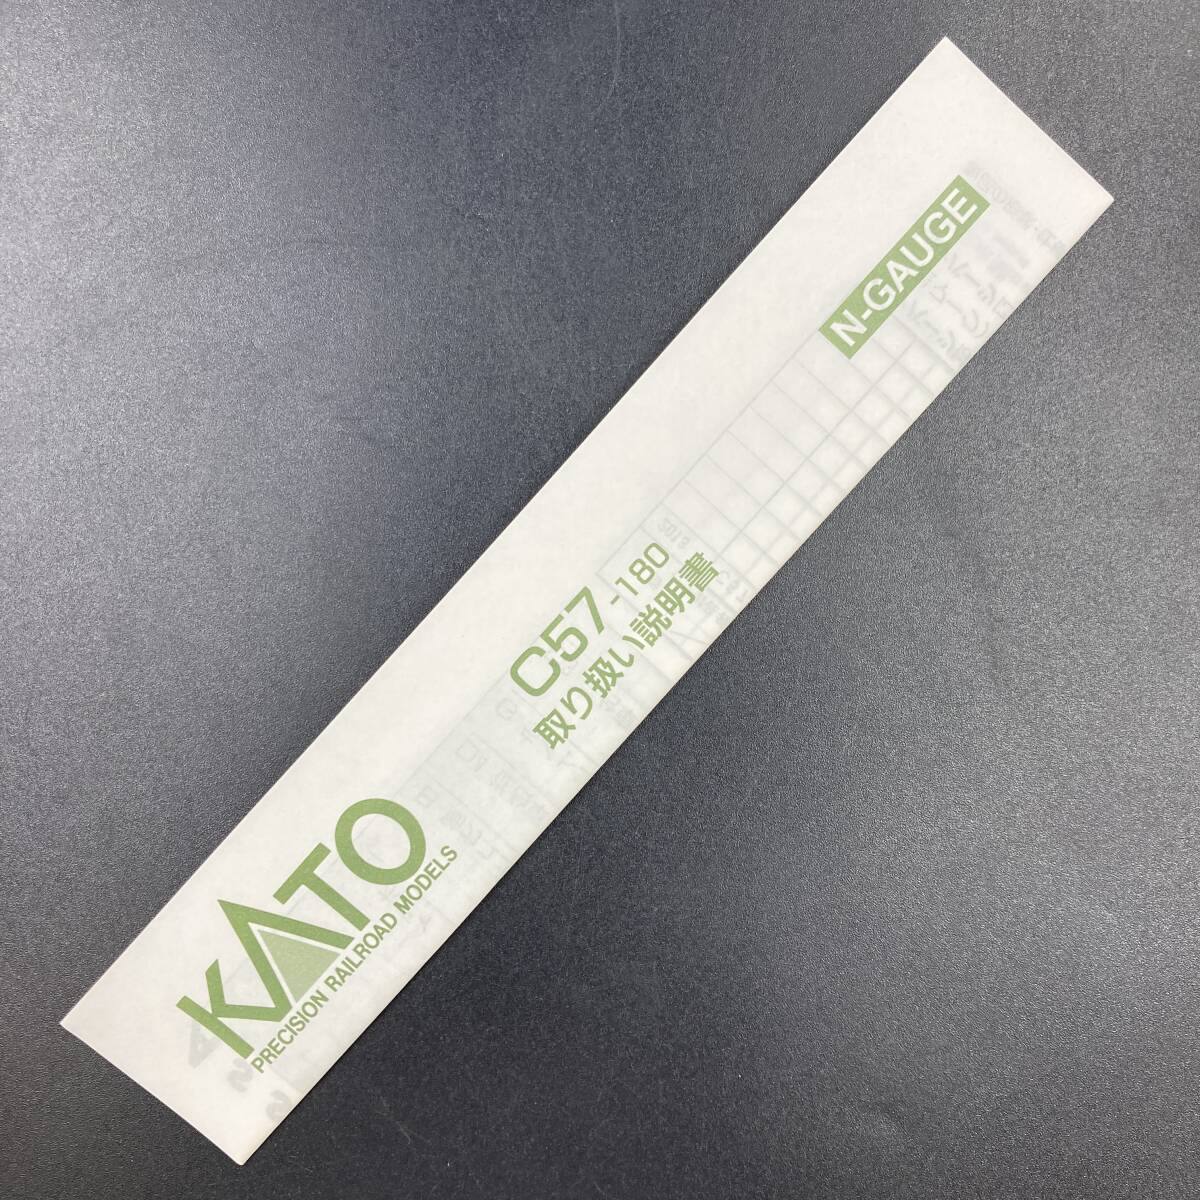 KATO
PRECISION RAILROAD MODELS
C57-180
取り扱い説明書
N-GAUGE